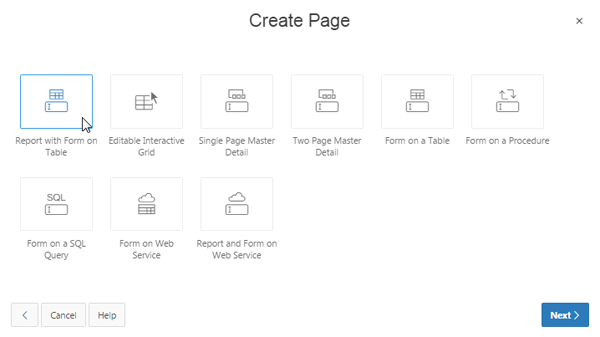 Create Page
×
Report with Form on Table
Editable Interactive Grid
Single Page Master Detail
Two Page Master Detail
Form on a Table
Form on a Procedure
SQL
Form on a SQL Query
Form on Web Service
Report and Form on Web Service
Cancel
Help
Next